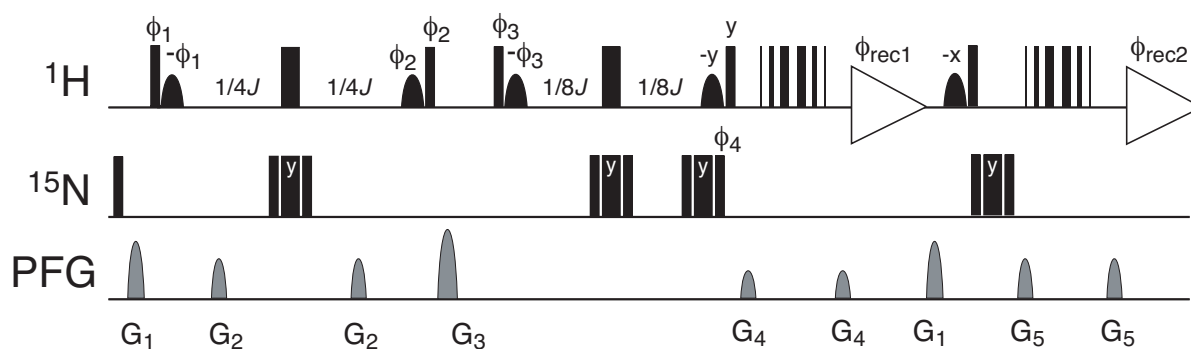 ϕ1 -ϕ1 ϕ2 ϕ2 ϕ3 -ϕ3 -y y ϕrec1 -x ϕrec2
1H 1/4J 1/4J 1/8J 1/8J
15N y y y ϕ4 y
PFG
G1 G2 G2 G3 G4 G4 G1 G5 G5